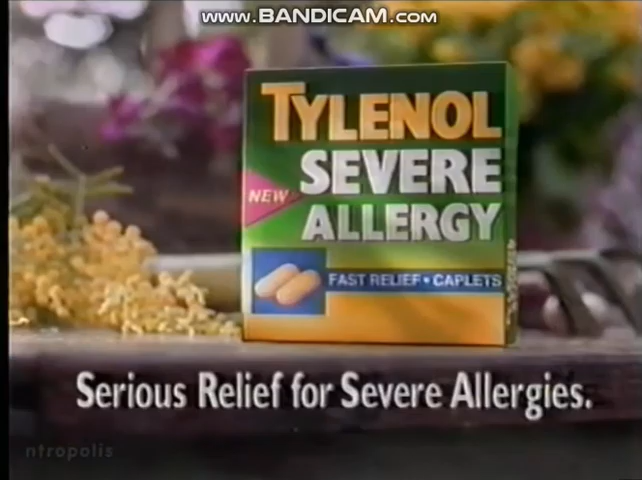 www.BANDICAM.com
TYLENOL
SEVERE
NEW
ALLERGY
FAST RELIEF • CAPLETS
Serious Relief for Severe Allergies.
ntropolis